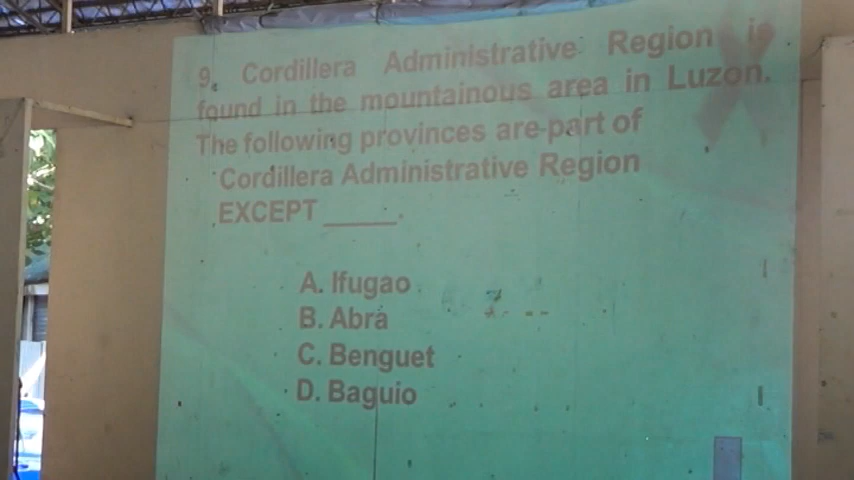 9. Cordillera Administrative Region is
found in the mountainous area in Luzon.
The following provinces are part of
Cordillera Administrative Region
EXCEPT ______.
A. Ifugao
B. Abra
C. Benguet
D. Baguio